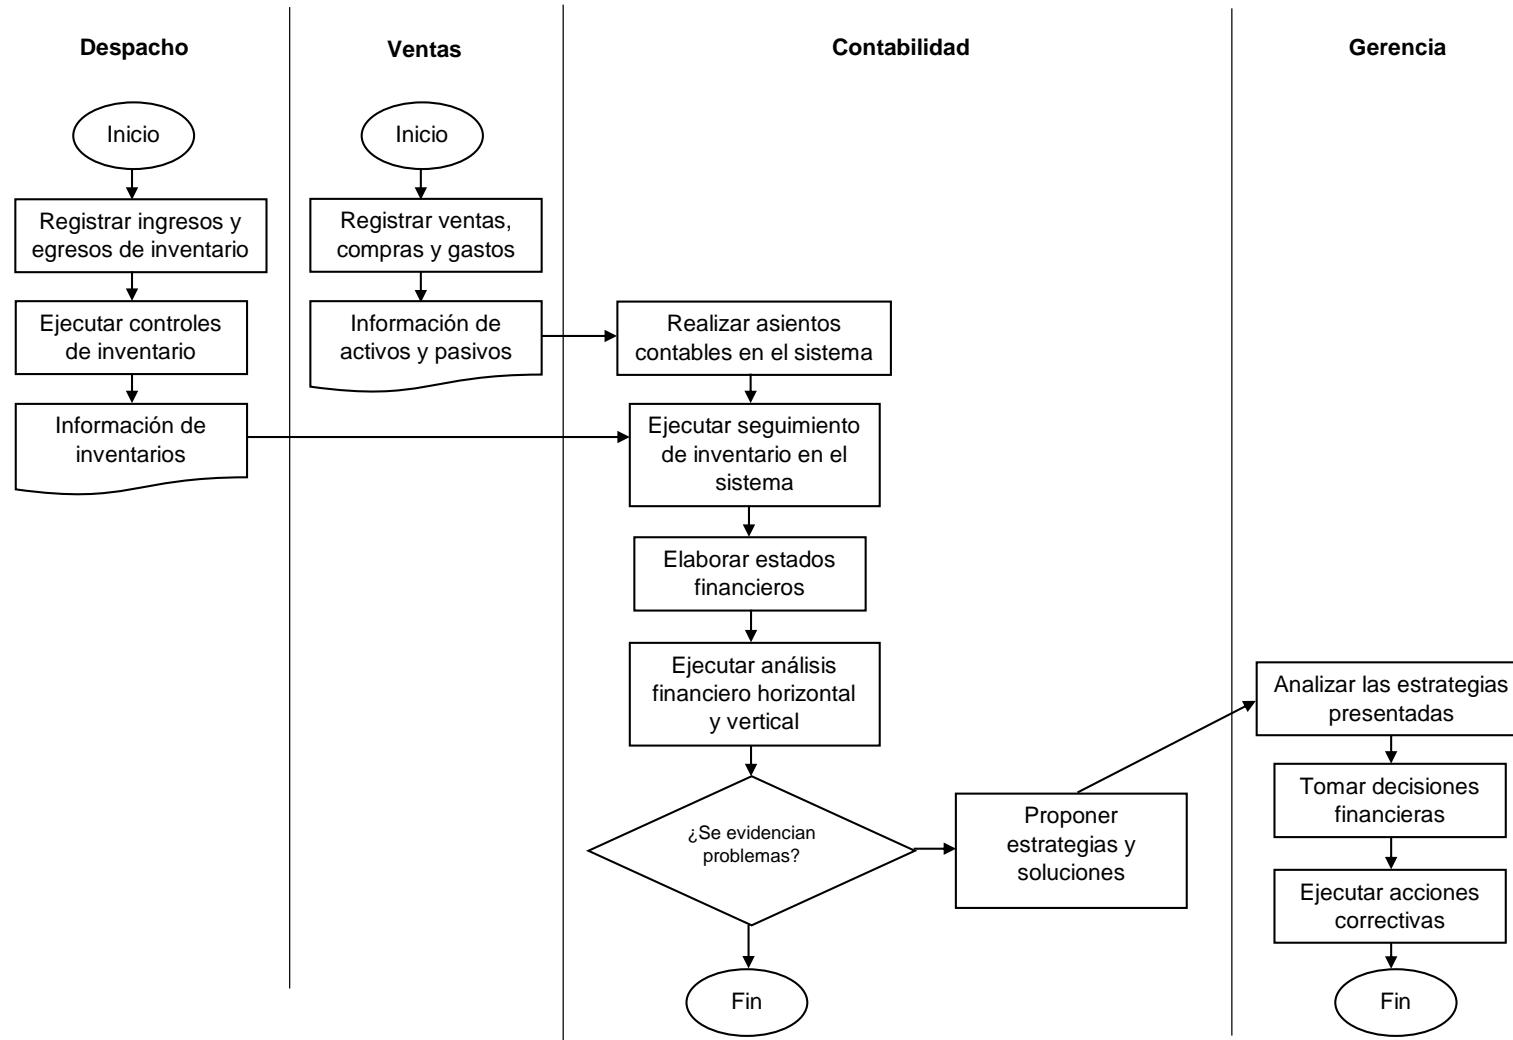 Despacho
Ventas
Contabilidad
Gerencia
Inicio
Registrar ingresos y
egresos de inventario
Ejecutar controles
de inventario
Información de
inventarios
Inicio
Registrar ventas,
compras y gastos
Información de
activos y pasivos
Realizar asientos
contables en el sistema
Ejecutar seguimiento
de inventario en el
sistema
Elaborar estados
financieros
Ejecutar análisis
financiero horizontal
y vertical
¿Se evidencian
problemas?
Fin
Proponer
estrategias y
soluciones
Analizar las estrategias
presentadas
Tomar decisiones
financieras
Ejecutar acciones
correctivas
Fin